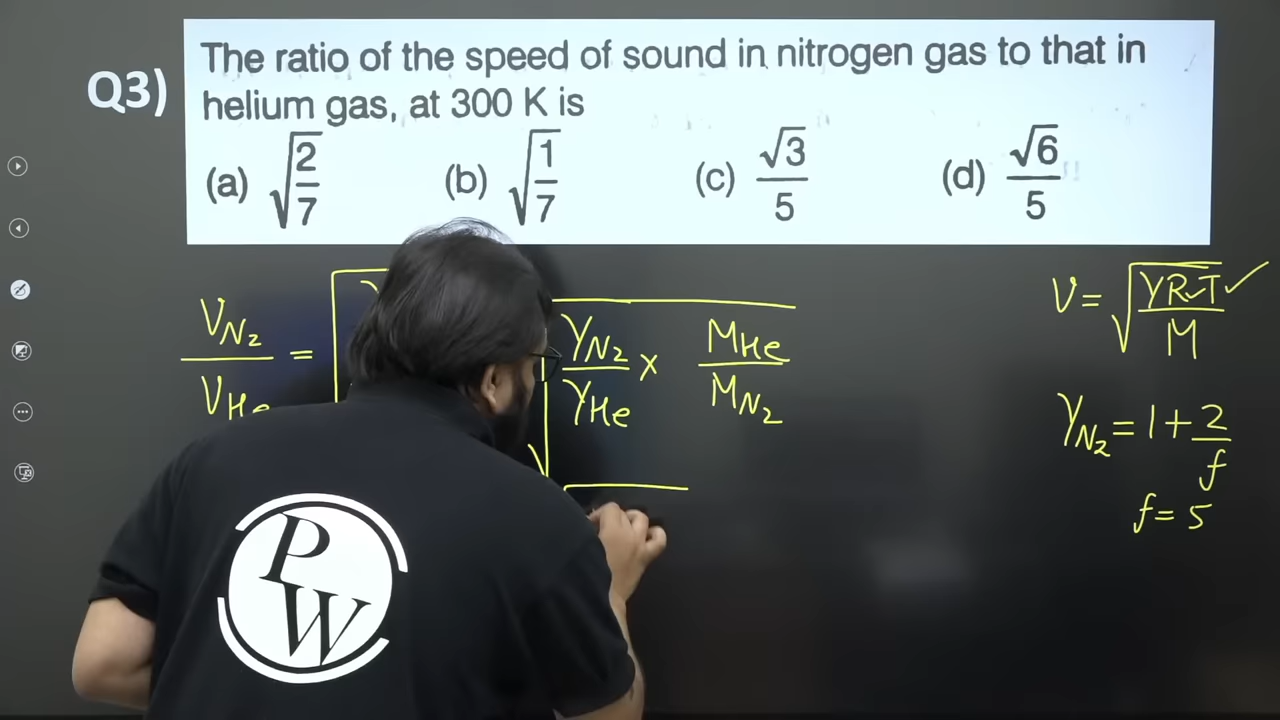 Q3) The ratio of the speed of sound in nitrogen gas to that in
helium gas, at 300 K is
(a) √(2/7) (b) √(1/7) (c) √3/5 (d) √6/5
V_N₂/V_He = √ γ_N₂/γ_He × M_He/M_N₂
V = √(γRT/M) ✓
γ_N₂ = 1 + 2/f
f = 5
P
W